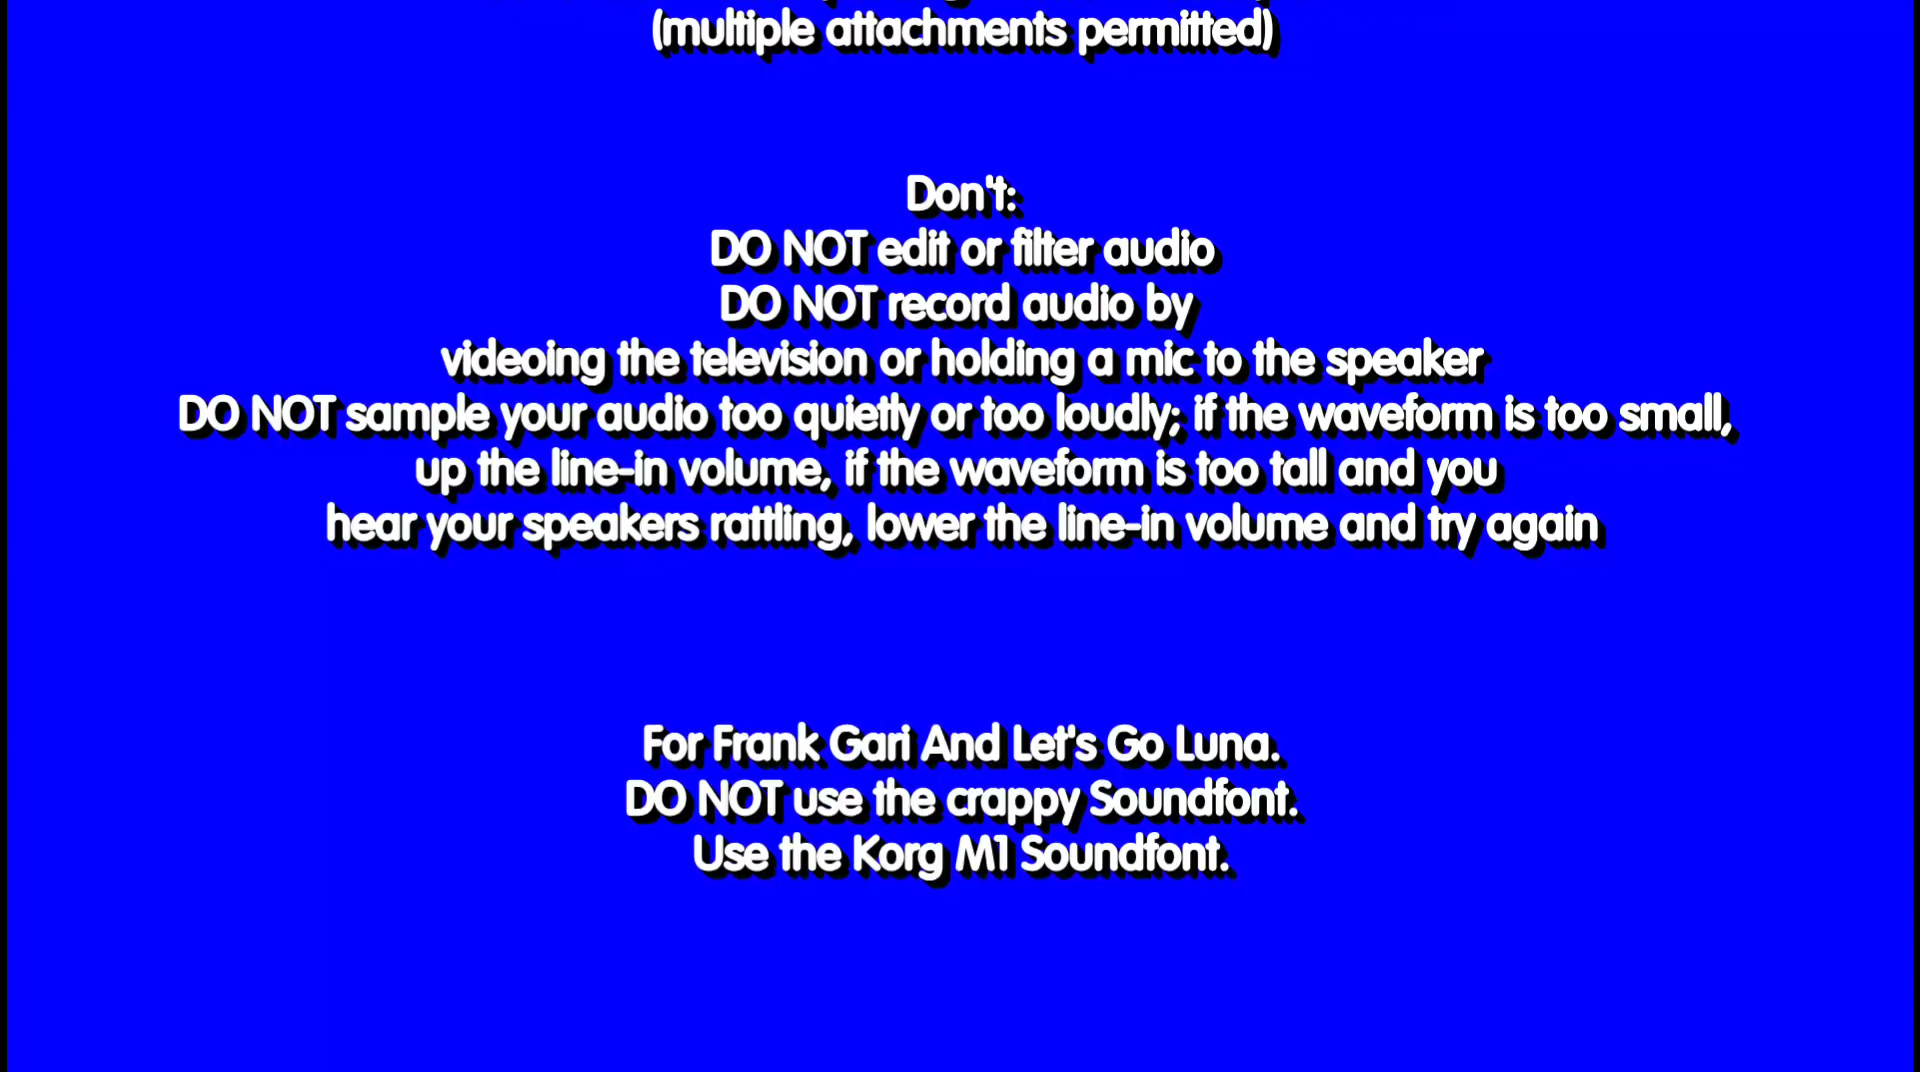 (multiple attachments permitted)
Don't:
DO NOT edit or filter audio
DO NOT record audio by
videoing the television or holding a mic to the speaker
DO NOT sample your audio too quietly or too loudly; if the waveform is too small,
up the line-in volume, if the waveform is too tall and you
hear your speakers rattling, lower the line-in volume and try again
For Frank Gari And Let's Go Luna.
DO NOT use the crappy Soundfont.
Use the Korg M1 Soundfont.